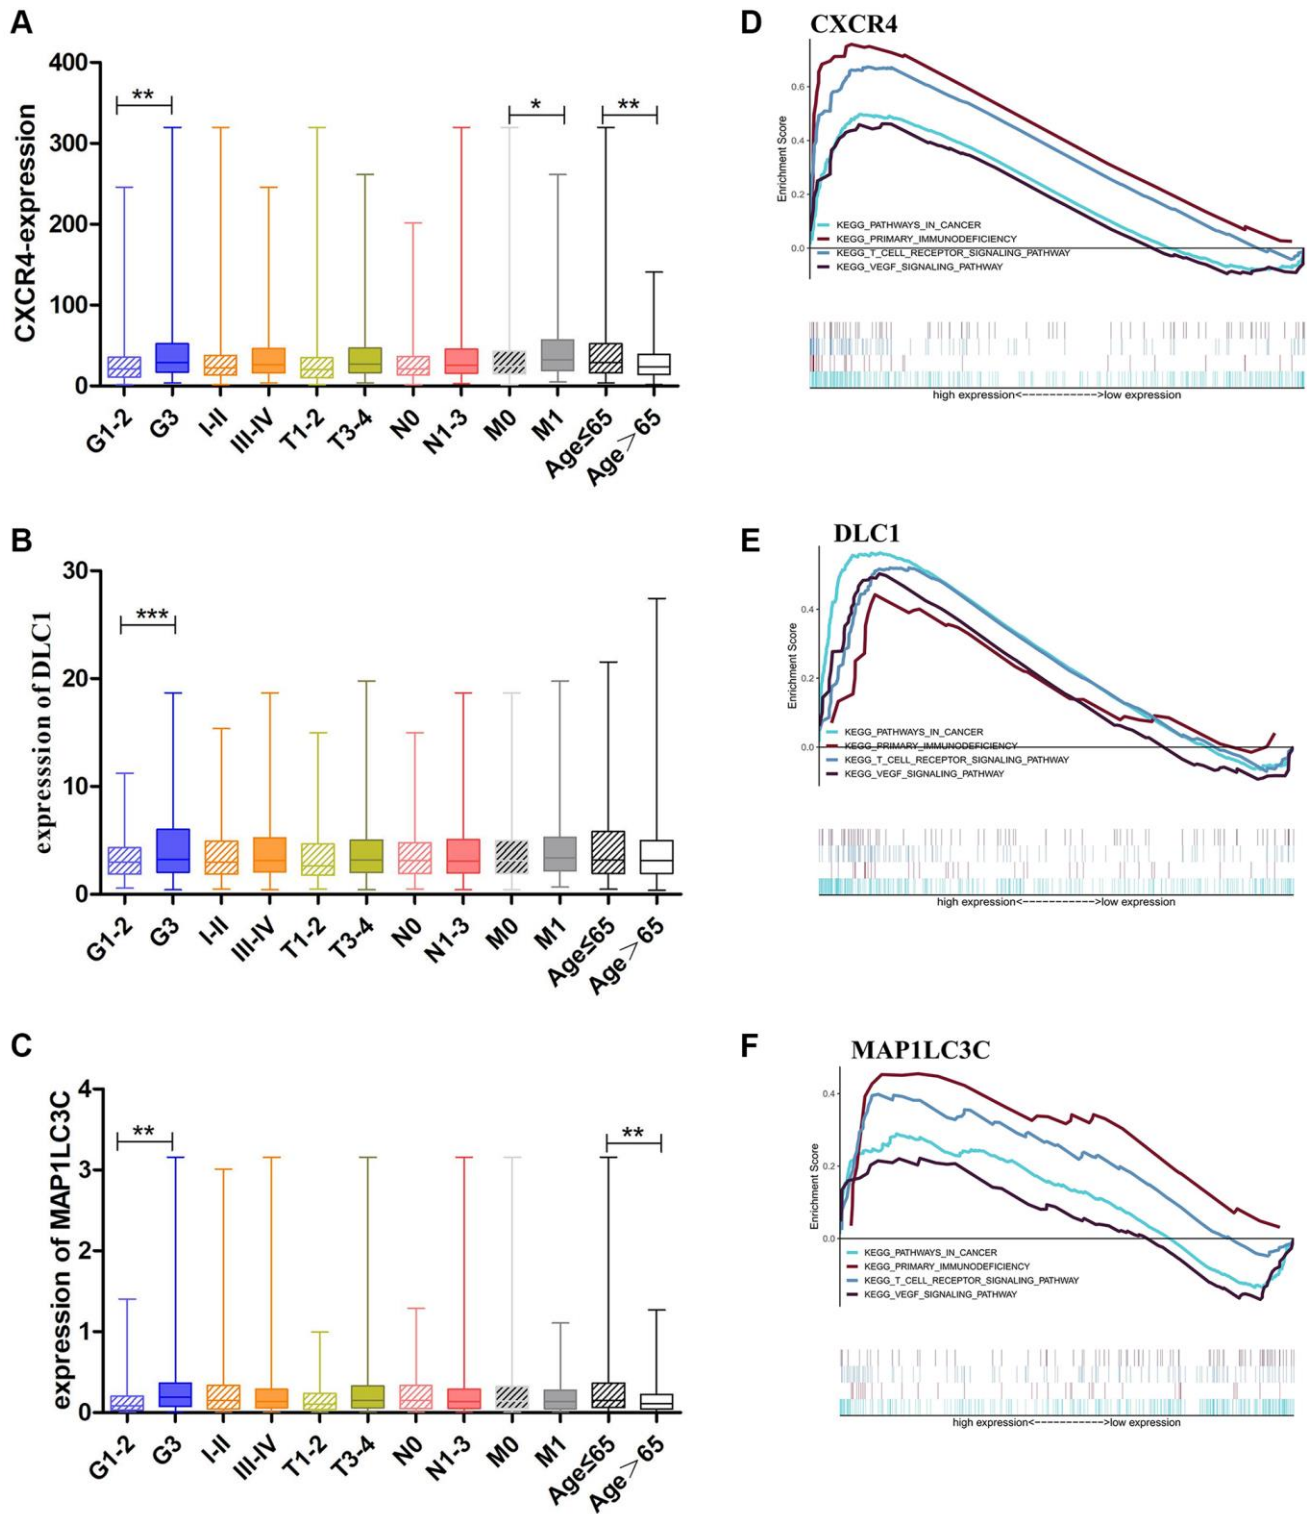 A
CXCR4-expression
400
300
200
100
0
**
*
**
G1-2
G3
I-II
III-IV
T1-2
T3-4
N0
N1-3
M0
M1
Age≤65
Age＞65
D
CXCR4
Enrichment Score
0.6
0.4
0.2
0.0
KEGG_PATHWAYS_IN_CANCER
KEGG_PRIMARY_IMMUNODEFICIENCY
KEGG_T_CELL_RECEPTOR_SIGNALING_PATHWAY
KEGG_VEGF_SIGNALING_PATHWAY
high expression<------------>low expression
B
expresssion of DLC1
30
20
10
0
***
G1-2
G3
I-II
III-IV
T1-2
T3-4
N0
N1-3
M0
M1
Age≤65
Age＞65
E
DLC1
Enrichment Score
0.4
0.2
0.0
KEGG_PATHWAYS_IN_CANCER
KEGG_PRIMARY_IMMUNODEFICIENCY
KEGG_T_CELL_RECEPTOR_SIGNALING_PATHWAY
KEGG_VEGF_SIGNALING_PATHWAY
high expression<------------>low expression
C
expression of MAP1LC3C
4
3
2
1
0
**
**
G1-2
G3
I-II
III-IV
T1-2
T3-4
N0
N1-3
M0
M1
Age≤65
Age＞65
F
MAP1LC3C
Enrichment Score
0.4
0.2
0.0
KEGG_PATHWAYS_IN_CANCER
KEGG_PRIMARY_IMMUNODEFICIENCY
KEGG_T_CELL_RECEPTOR_SIGNALING_PATHWAY
KEGG_VEGF_SIGNALING_PATHWAY
high expression<------------>low expression